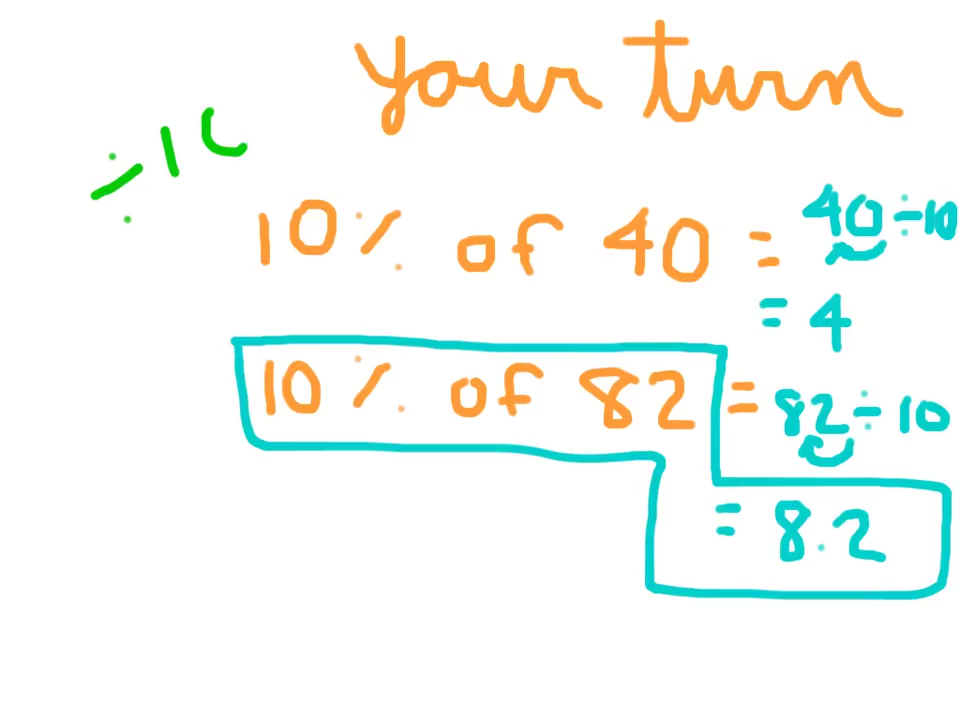 your turn
÷ 10
10% of 40 = 40 ÷ 10
= 4
10% of 82 = 82 ÷ 10
= 8.2